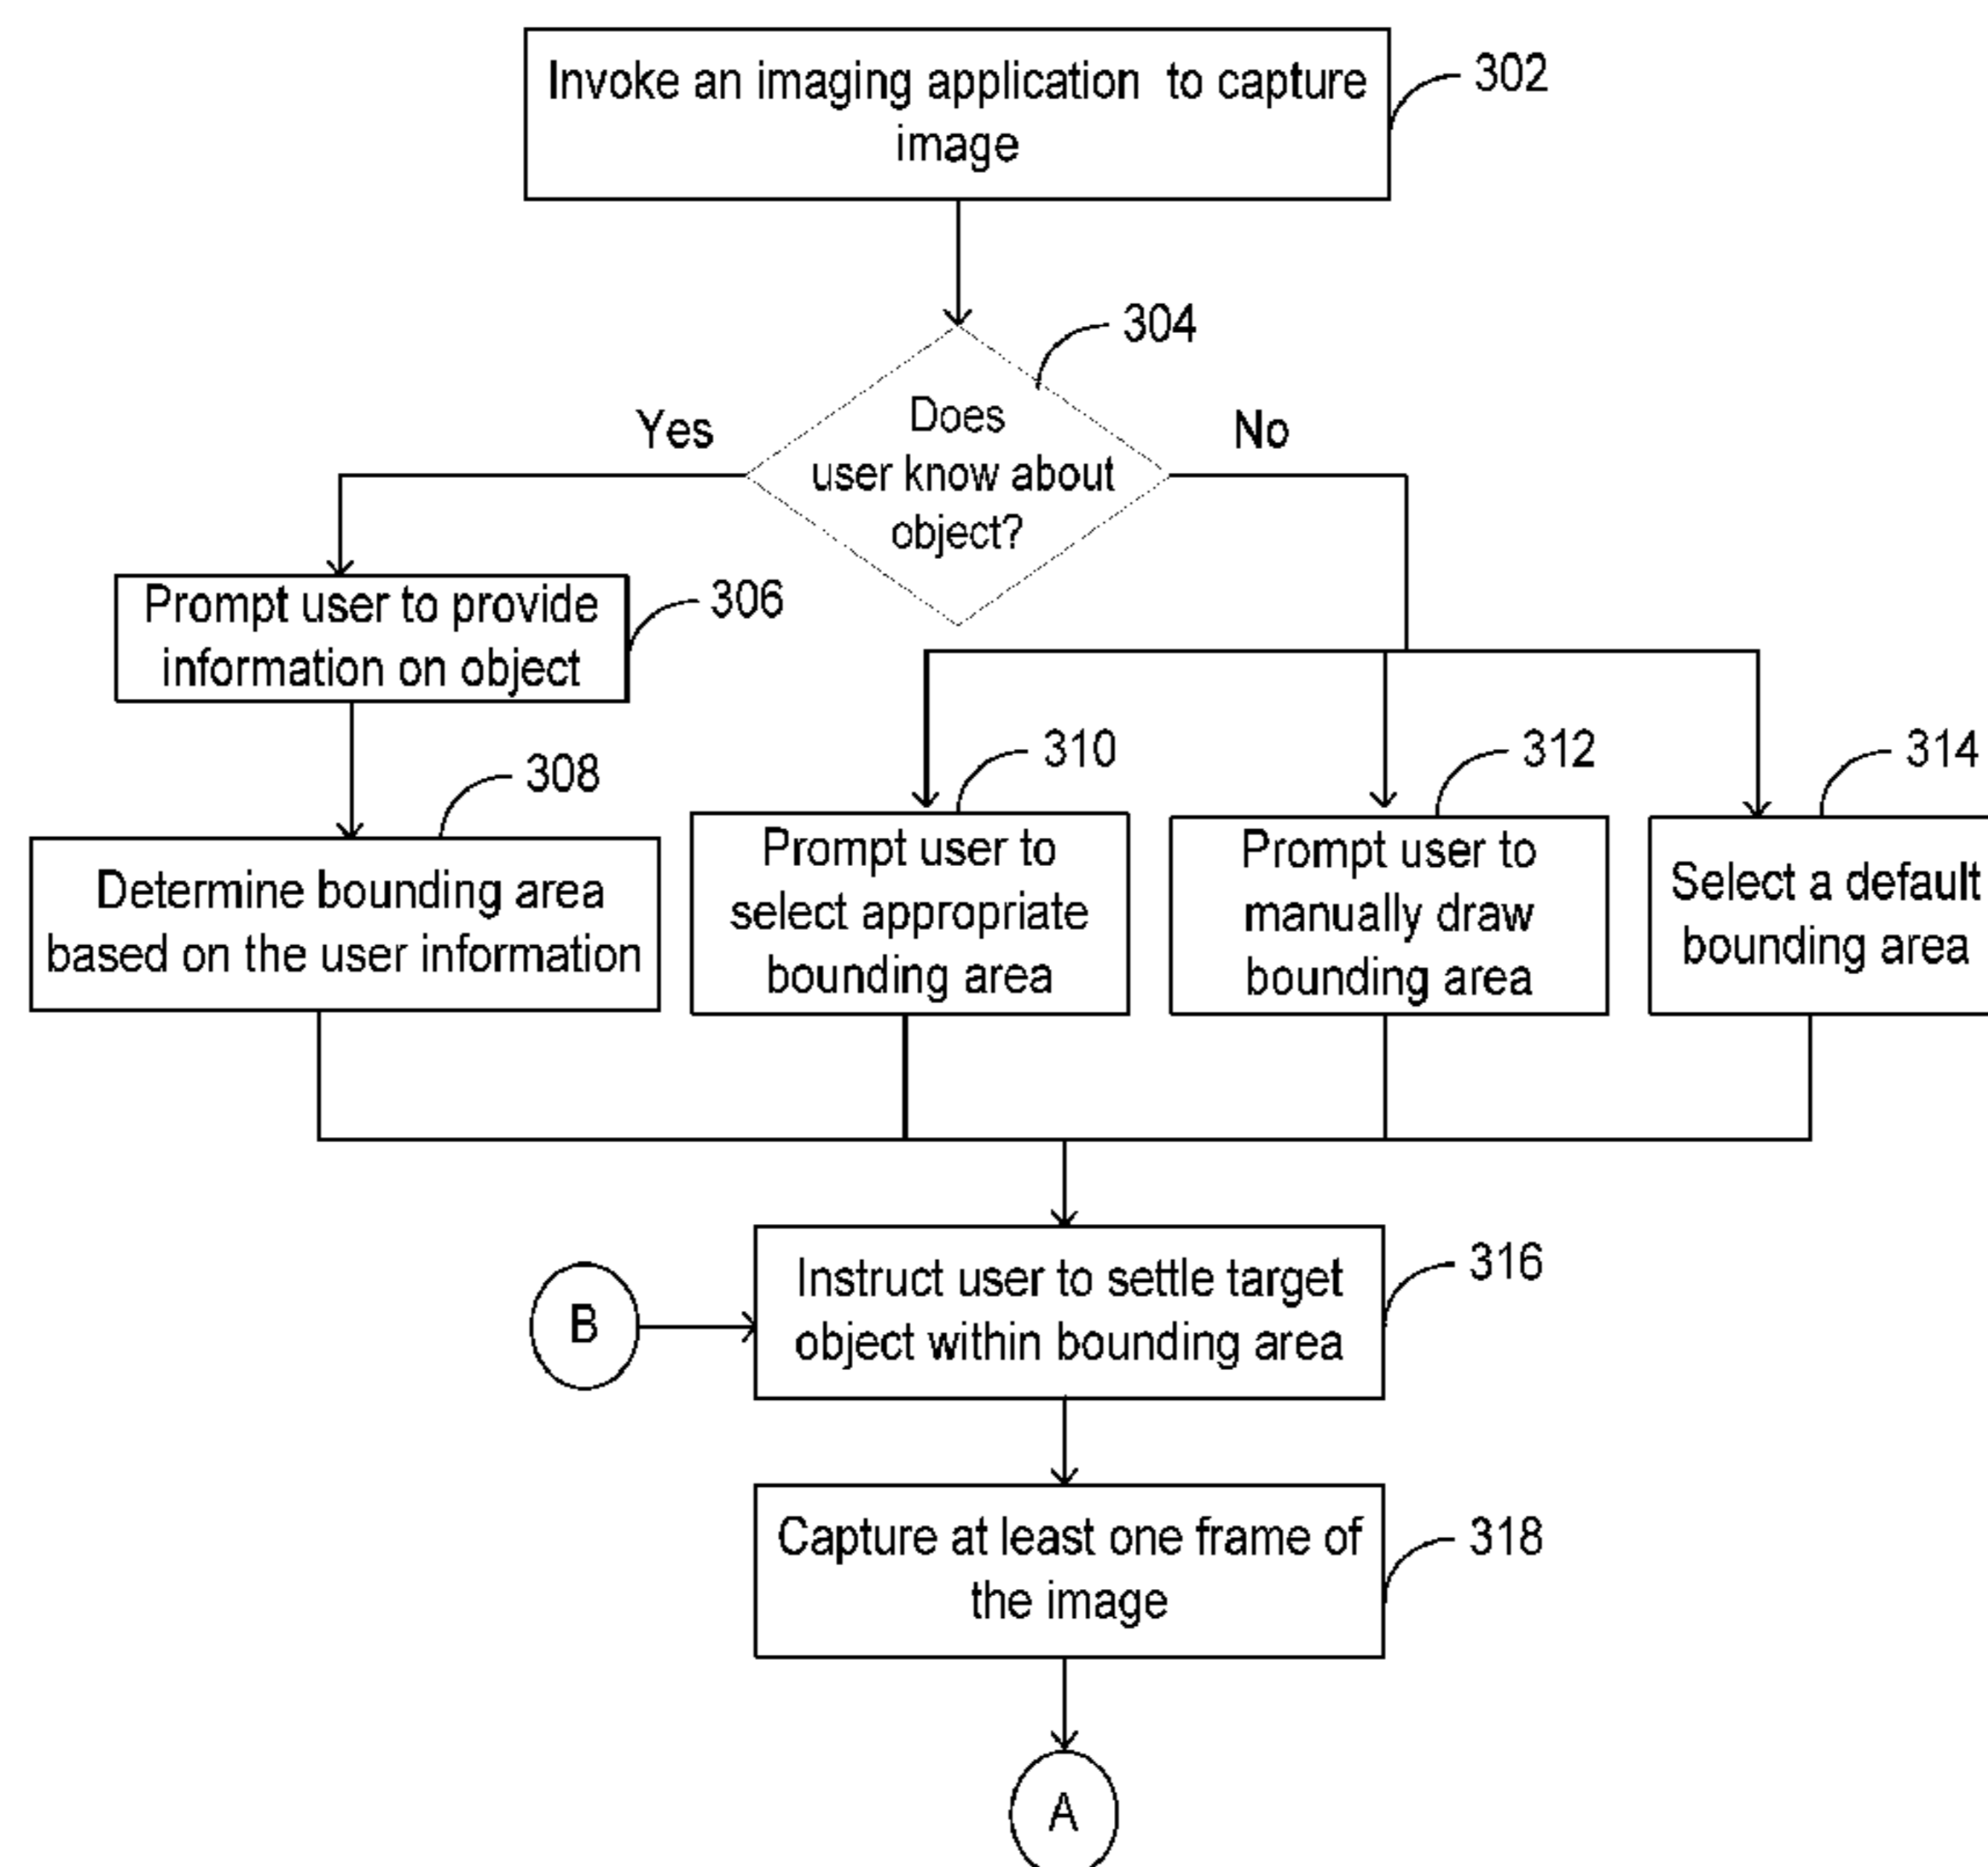 Invoke an imaging application to capture
image
302
304
Does
user know about
object?
Yes
No
Prompt user to provide
information on object
306
308
310
312
314
Determine bounding area
based on the user information
Prompt user to
select appropriate
bounding area
Prompt user to
manually draw
bounding area
Select a default
bounding area
B
Instruct user to settle target
object within bounding area
316
Capture at least one frame of
the image
318
A